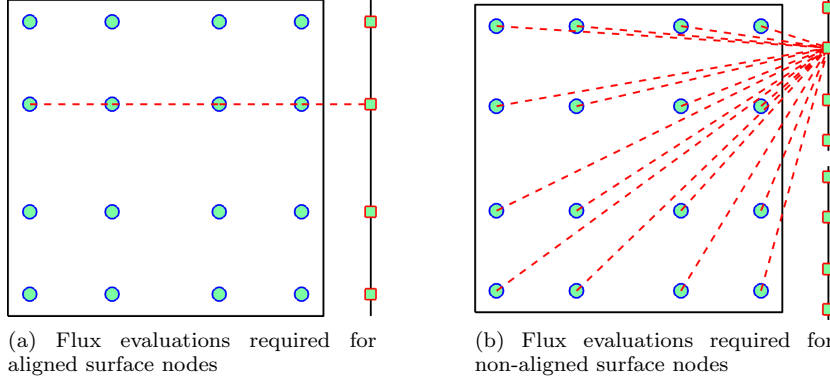 (a) Flux evaluations required for
aligned surface nodes
(b) Flux evaluations required for
non-aligned surface nodes